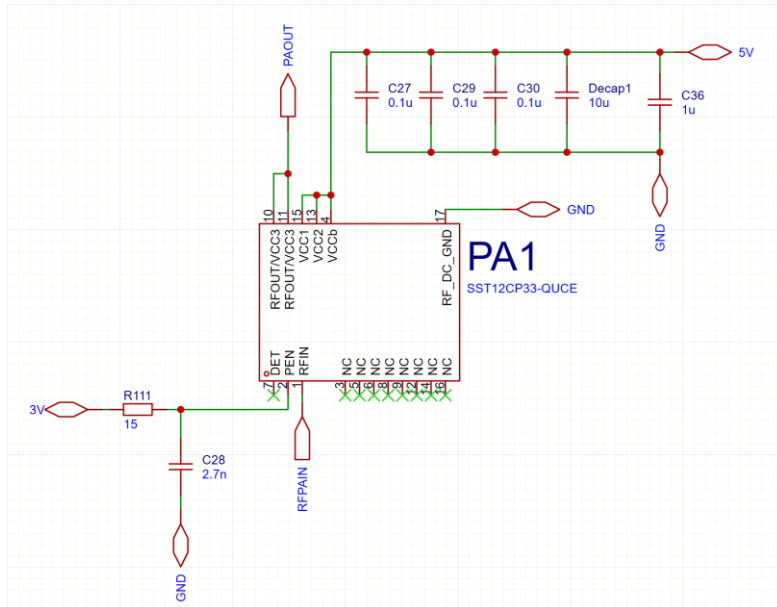 PAOUT
5V
C27
0.1u
C29
0.1u
C30
0.1u
Decap1
10u
C36
1u
10
11
15
13
4
17
GND
GND
RFOUT/VCC3
RFOUT/VCC3
VCC1
VCC2
VCCb
RF_DC_GND
PA1
SST12CP33-QUCE
DET
PEN
RFIN
NC
NC
NC
NC
NC
NC
NC
NC
7
2
1
3
5
6
8
9
12
14
16
3V
R111
15
C28
2.7n
RFPAIN
GND